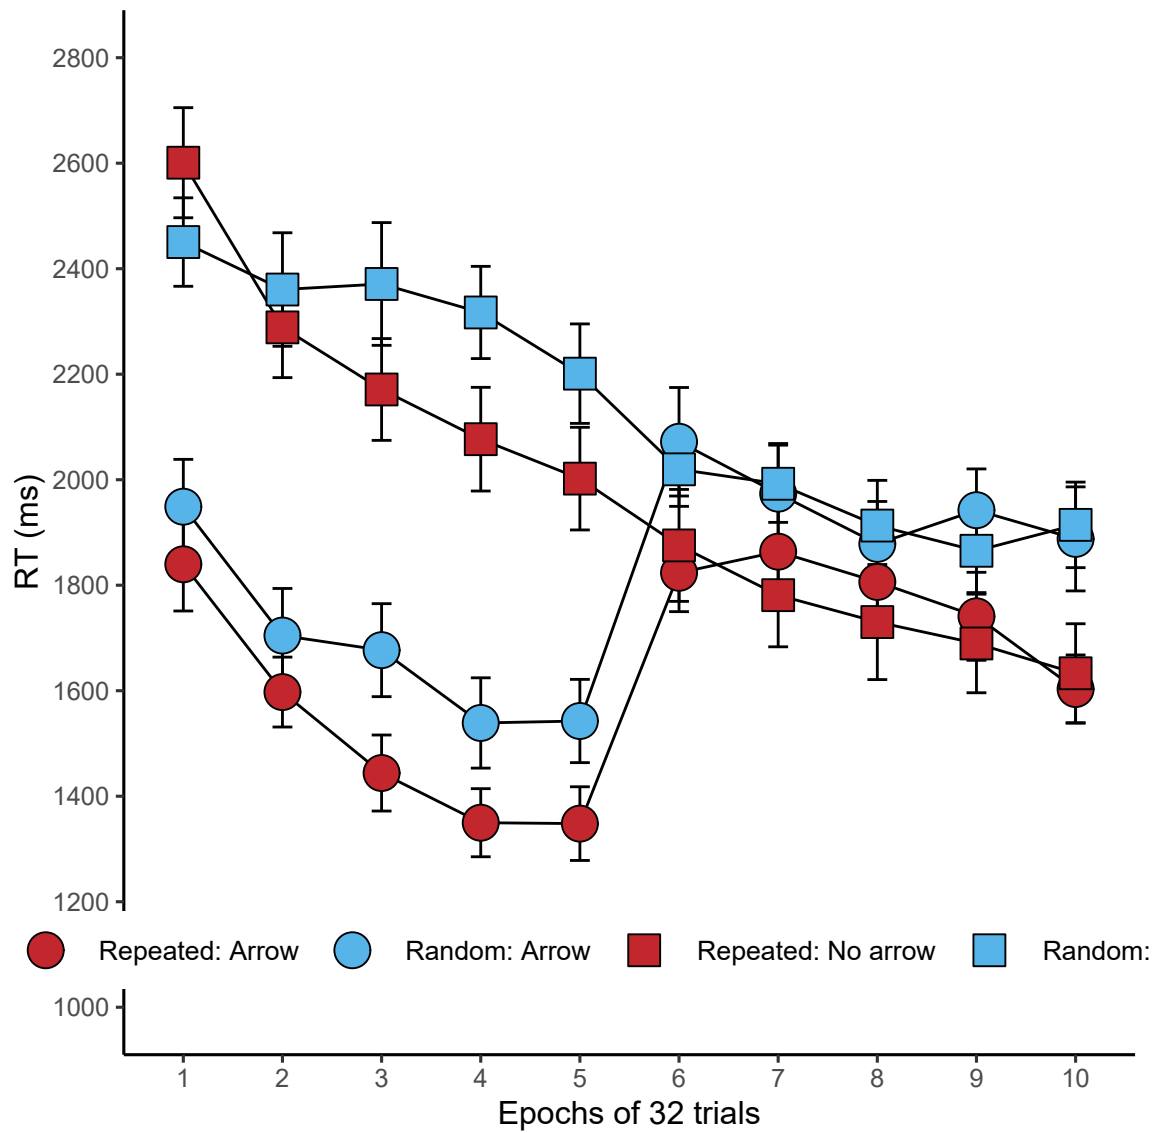 2800
2600
2400
2200
2000
1800
1600
1400
1200
1000
RT (ms)
Repeated: Arrow Random: Arrow Repeated: No arrow Random:
1 2 3 4 5 6 7 8 9 10
Epochs of 32 trials